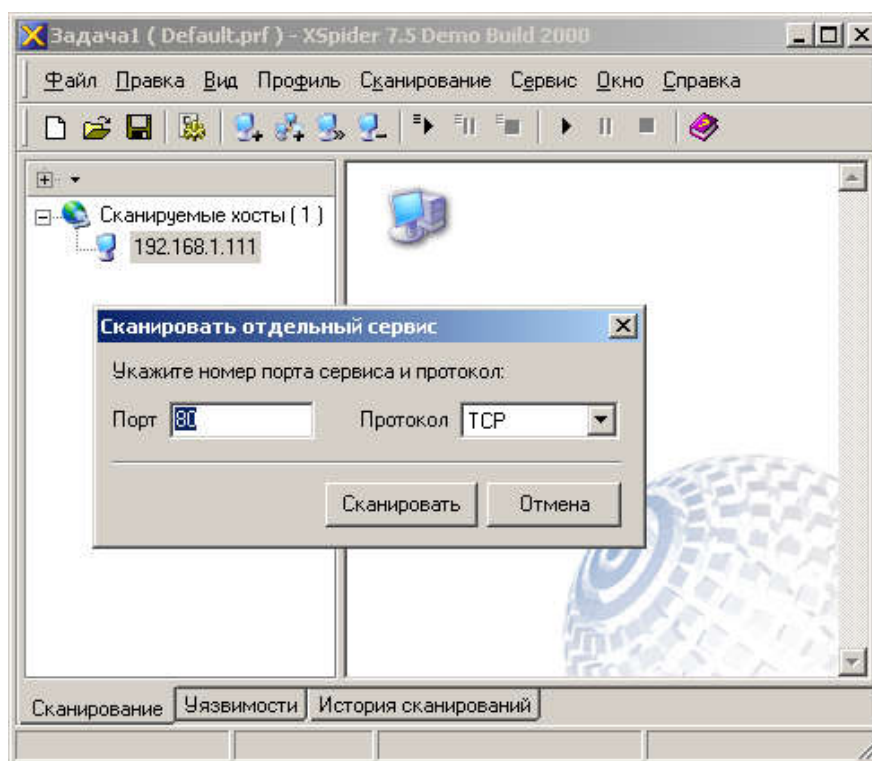 Задача1 ( Default.prf ) - XSpider 7.5 Demo Build 2000
Файл Правка Вид Профиль Сканирование Сервис Окно Справка
Сканируемые хосты ( 1 )
192.168.1.111
Сканировать отдельный сервис
Укажите номер порта сервиса и протокол:
Порт 80 Протокол TCP
Сканировать Отмена
Сканирование Уязвимости История сканирований